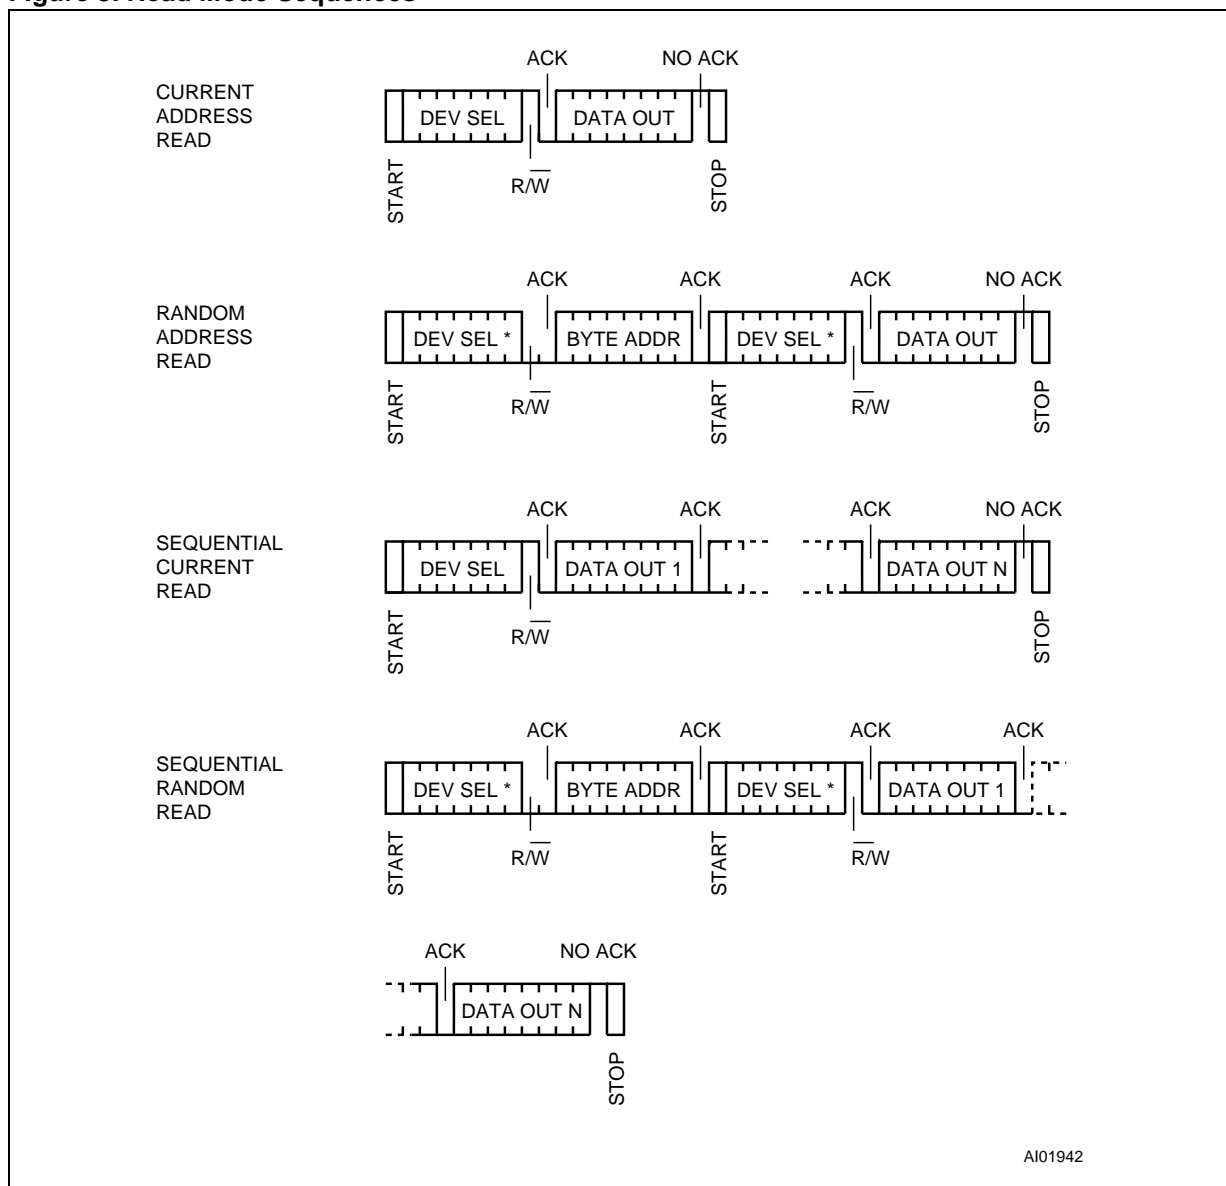 Figure 8. Read Mode Sequences
ACK NO ACK
CURRENT
ADDRESS
READ
DEV SEL DATA OUT
START R/W̅ STOP
ACK ACK ACK NO ACK
RANDOM
ADDRESS
READ
DEV SEL * BYTE ADDR DEV SEL * DATA OUT
START R/W̅ START R̅/W STOP
ACK ACK ACK NO ACK
SEQUENTIAL
CURRENT
READ
DEV SEL DATA OUT 1 DATA OUT N
START R/W̅ STOP
ACK ACK ACK ACK
SEQUENTIAL
RANDOM
READ
DEV SEL * BYTE ADDR DEV SEL * DATA OUT 1
START R/W̅ START R̅/W
ACK NO ACK
DATA OUT N
STOP
AI01942